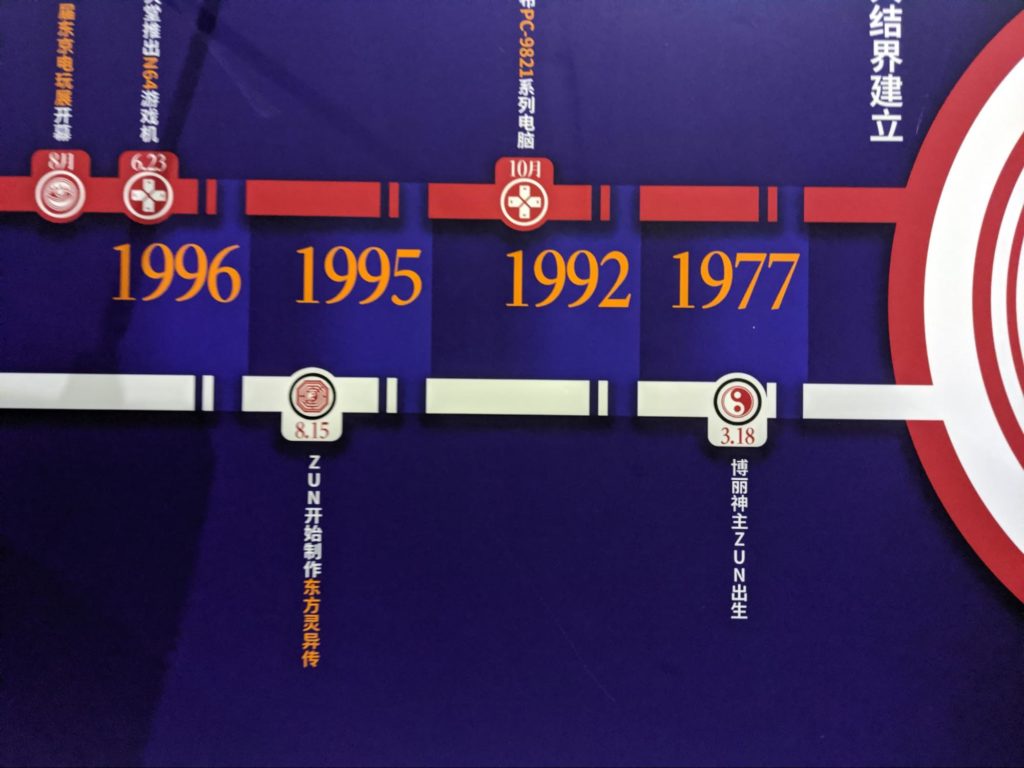 届东京电玩展开幕
推出N64游戏机
PC-9821系列电脑
结界建立
8月
6.23
10月
1996
1995
1992
1977
8.15
3.18
ZUN开始制作东方灵异传
博丽神主ZUN出生